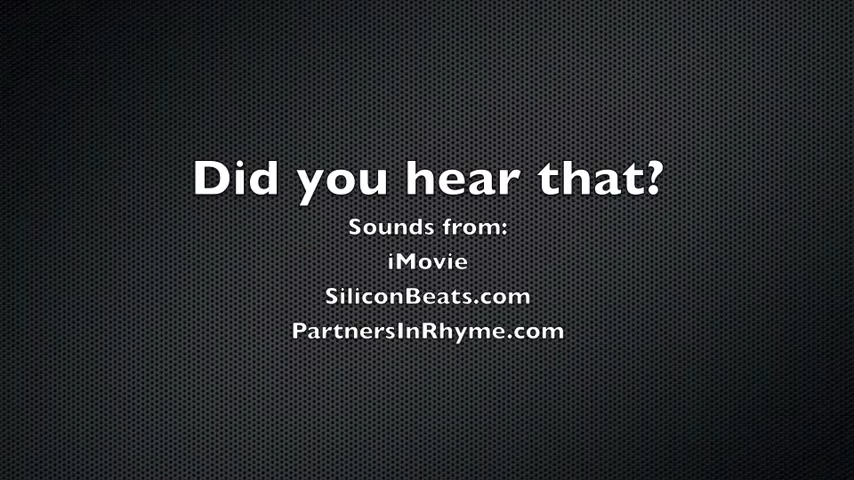 Did you hear that?
Sounds from:
iMovie
SiliconBeats.com
PartnersInRhyme.com